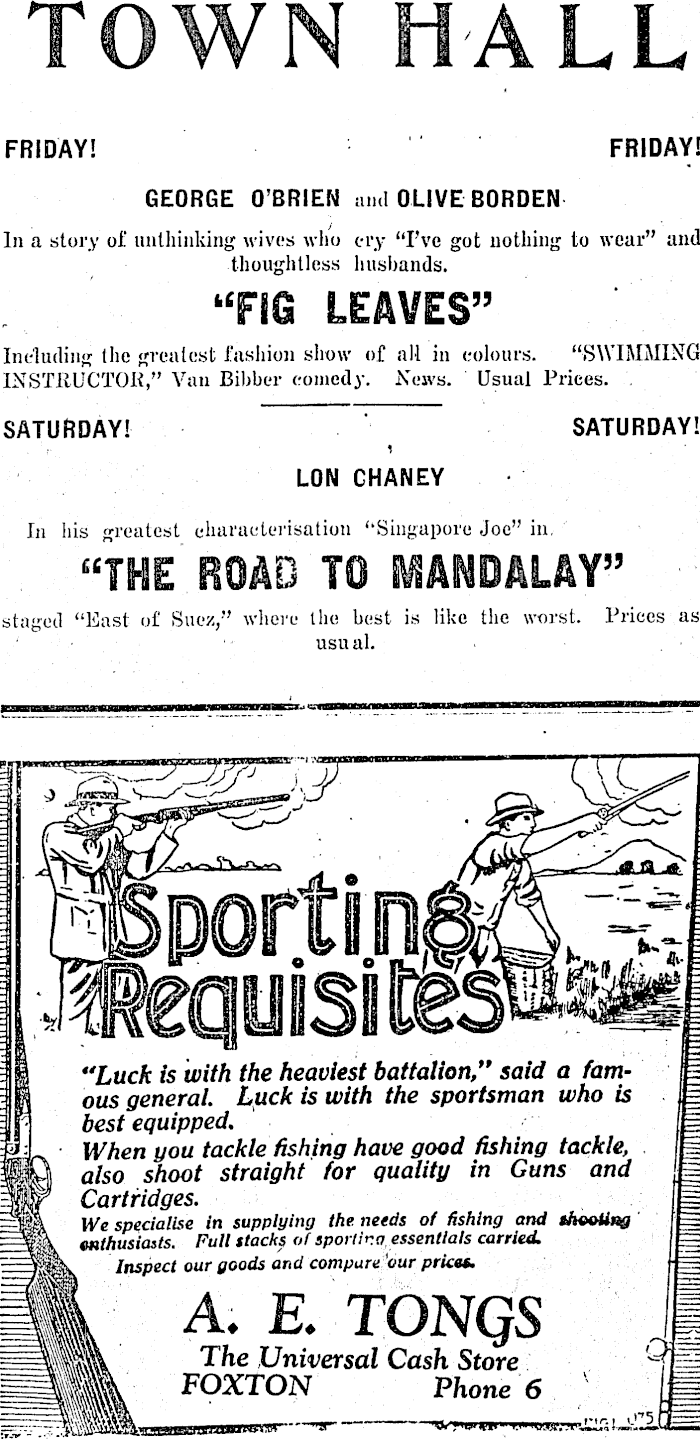 TOWN HALL
FRIDAY! FRIDAY!
GEORGE O'BRIEN and OLIVE BORDEN
In a story of unthinking wives who cry "I've got nothing to wear" and
thoughtless husbands.
"FIG LEAVES"
Including the greatest fashion show of all in colours. "SWIMMING
INSTRUCTOR," Van Bibber comedy. News. Usual Prices.
SATURDAY! SATURDAY!
LON CHANEY
In his greatest characterisation "Singapore Joe" in
"THE ROAD TO MANDALAY"
staged "East of Suez," where the best is like the worst. Prices as
usual.
Sporting
Requisites
"Luck is with the heaviest battalion," said a fam-
ous general. Luck is with the sportsman who is
best equipped.
When you tackle fishing have good fishing tackle,
also shoot straight for quality in Guns and
Cartridges.
We specialise in supplying the needs of fishing and shooting
enthusiasts. Full stacks of sporting essentials carried.
Inspect our goods and compure our prices.
A. E. TONGS
The Universal Cash Store
FOXTON Phone 6